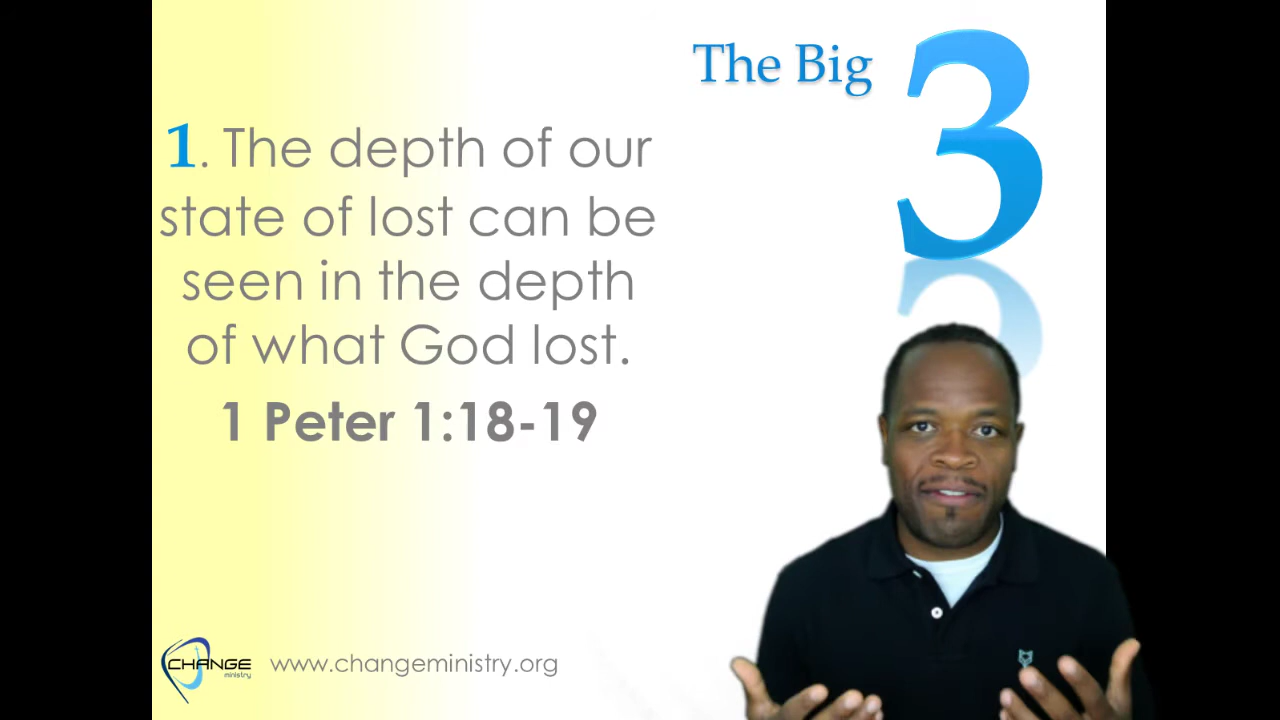 The Big 3
1. The depth of our
state of lost can be
seen in the depth
of what God lost.
1 Peter 1:18-19
CHANGE
ministry
www.changeministry.org